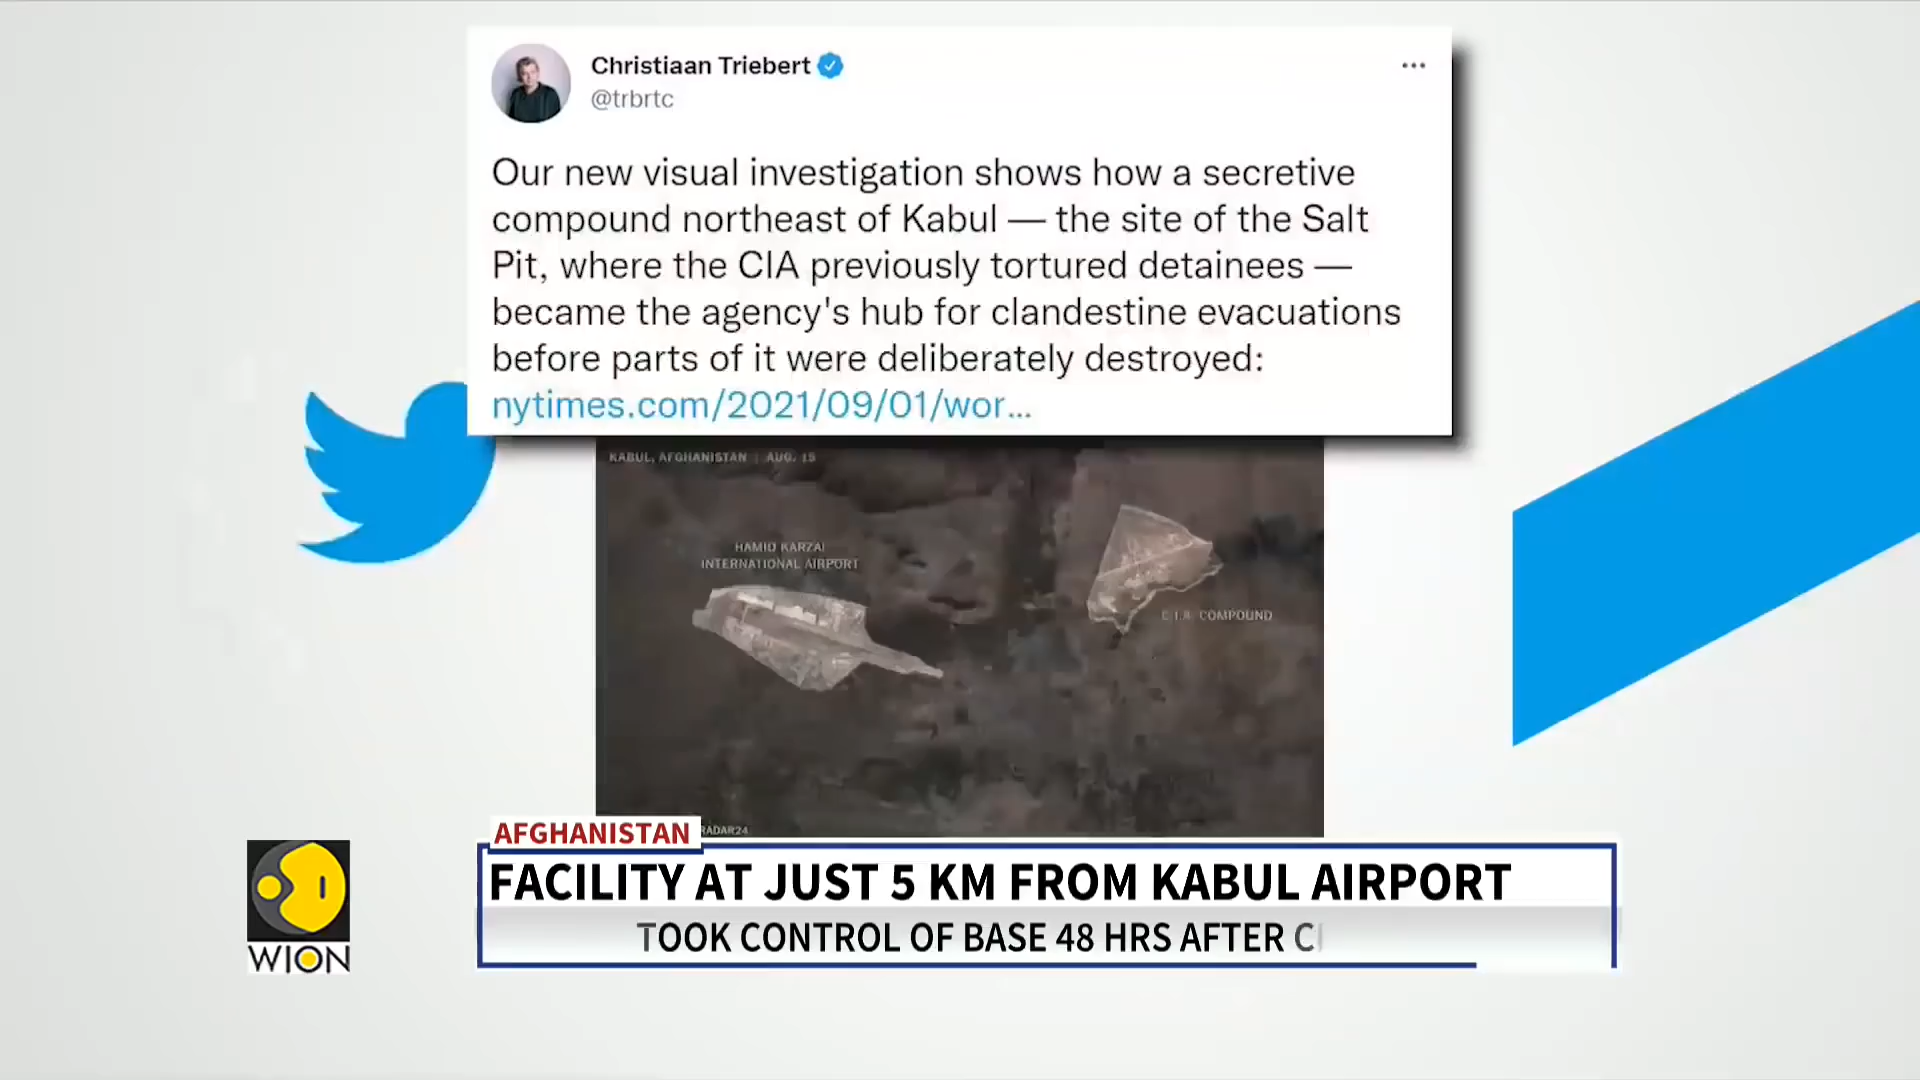 Christiaan Triebert
@trbrtc
Our new visual investigation shows how a secretive
compound northeast of Kabul — the site of the Salt
Pit, where the CIA previously tortured detainees —
became the agency's hub for clandestine evacuations
before parts of it were deliberately destroyed:
nytimes.com/2021/09/01/wor...
KABUL, AFGHANISTAN | AUG. 15
HAMID KARZAI
INTERNATIONAL AIRPORT
C.I.A. COMPOUND
RADAR24
AFGHANISTAN
FACILITY AT JUST 5 KM FROM KABUL AIRPORT
TOOK CONTROL OF BASE 48 HRS AFTER C
WION